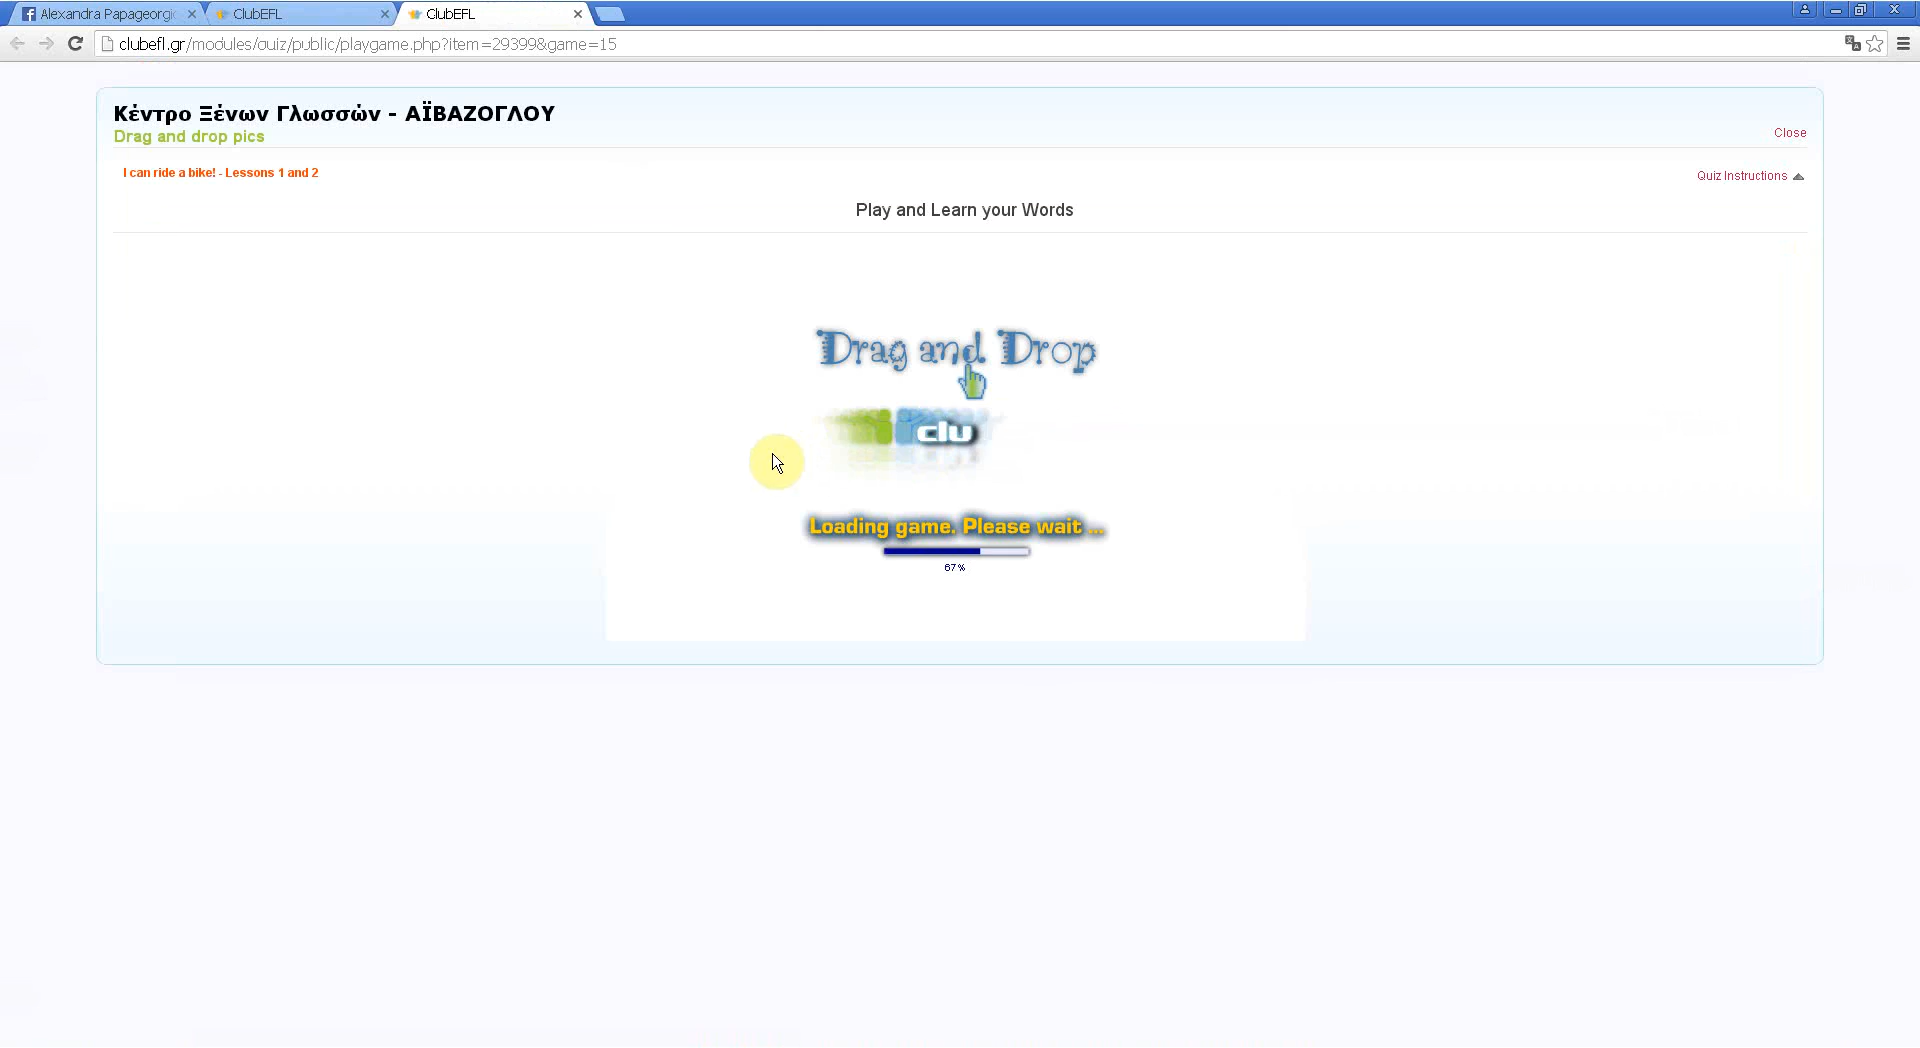 Alexandra Papageorgi
ClubEFL
ClubEFL
clubefl.gr/modules/quiz/public/playgame.php?item=29399&game=15
Κέντρο Ξένων Γλωσσών - ΑΪΒΑΖΟΓΛΟΥ
Drag and drop pics
Close
I can ride a bike! - Lessons 1 and 2
Quiz Instructions
Play and Learn your Words
Drag and Drop
clu
Loading game. Please wait ...
67%